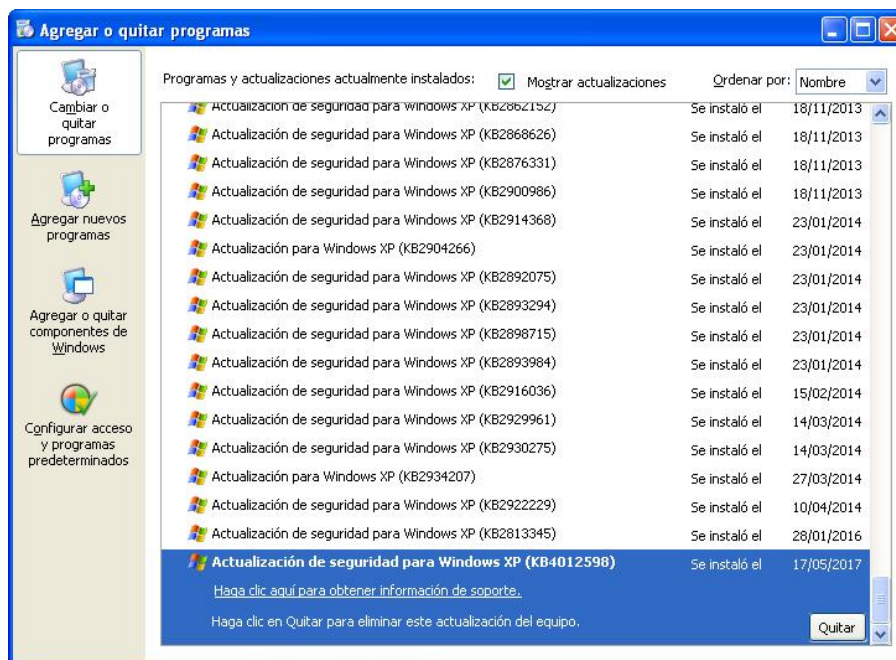 Agregar o quitar programas
Cambiar o
quitar
programas
Agregar nuevos
programas
Agregar o quitar
componentes de
Windows
Configurar acceso
y programas
predeterminados
Programas y actualizaciones actualmente instalados: Mostrar actualizaciones Ordenar por: Nombre
Actualización de seguridad para Windows XP (KB2862152) Se instaló el 18/11/2013
Actualización de seguridad para Windows XP (KB2868626) Se instaló el 18/11/2013
Actualización de seguridad para Windows XP (KB2876331) Se instaló el 18/11/2013
Actualización de seguridad para Windows XP (KB2900986) Se instaló el 18/11/2013
Actualización de seguridad para Windows XP (KB2914368) Se instaló el 23/01/2014
Actualización para Windows XP (KB2904266) Se instaló el 23/01/2014
Actualización de seguridad para Windows XP (KB2892075) Se instaló el 23/01/2014
Actualización de seguridad para Windows XP (KB2893294) Se instaló el 23/01/2014
Actualización de seguridad para Windows XP (KB2898715) Se instaló el 23/01/2014
Actualización de seguridad para Windows XP (KB2893984) Se instaló el 23/01/2014
Actualización de seguridad para Windows XP (KB2916036) Se instaló el 15/02/2014
Actualización de seguridad para Windows XP (KB2929961) Se instaló el 14/03/2014
Actualización de seguridad para Windows XP (KB2930275) Se instaló el 14/03/2014
Actualización para Windows XP (KB2934207) Se instaló el 27/03/2014
Actualización de seguridad para Windows XP (KB2922229) Se instaló el 10/04/2014
Actualización de seguridad para Windows XP (KB2813345) Se instaló el 28/01/2016
Actualización de seguridad para Windows XP (KB4012598) Se instaló el 17/05/2017
Haga clic aquí para obtener información de soporte.
Haga clic en Quitar para eliminar este actualización del equipo. Quitar